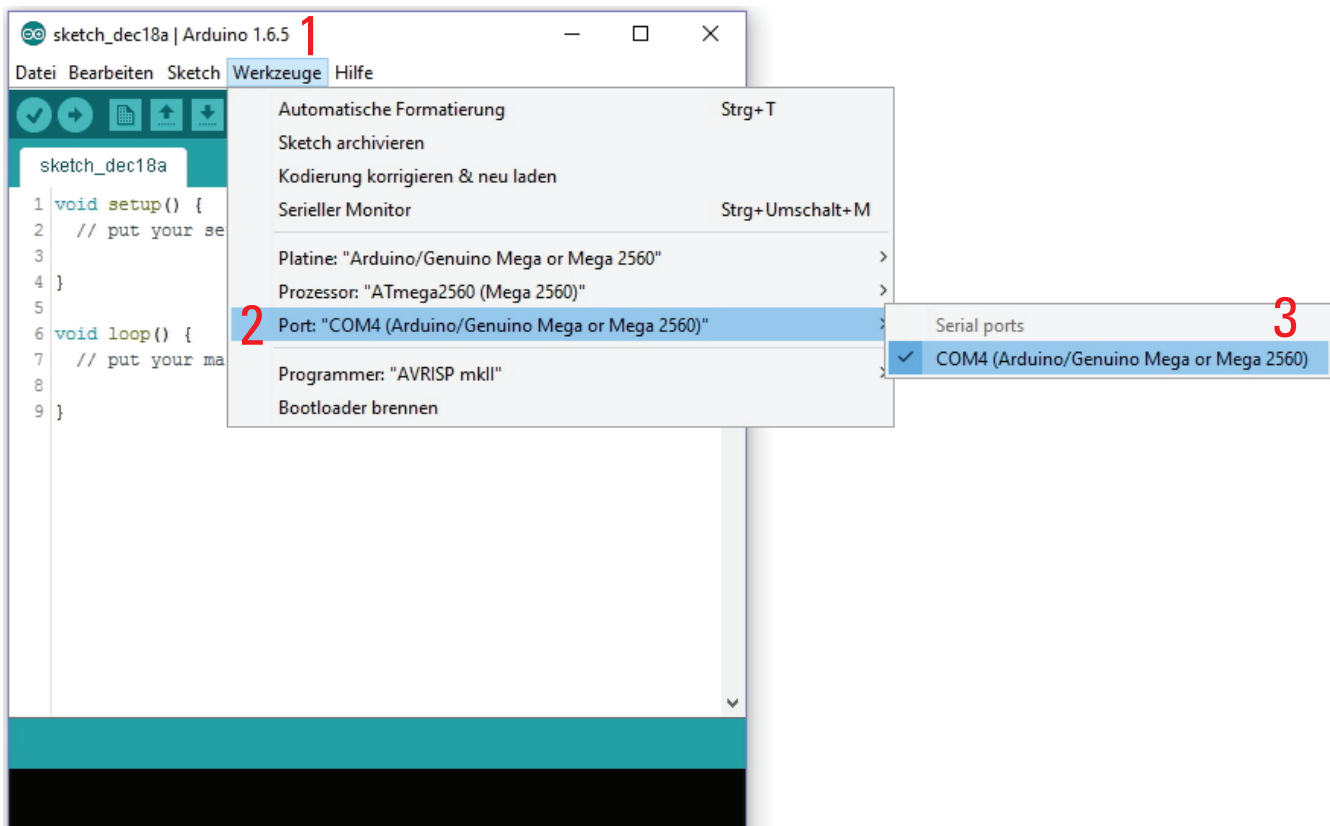 sketch_dec18a | Arduino 1.6.5
1
Datei Bearbeiten Sketch Werkzeuge Hilfe
sketch_dec18a
1 void setup() {
2 // put your se
3
4 }
5
6 void loop() {
7 // put your ma
8
9 }
Automatische Formatierung Strg+T
Sketch archivieren
Kodierung korrigieren & neu laden
Serieller Monitor Strg+Umschalt+M
Platine: "Arduino/Genuino Mega or Mega 2560"
Prozessor: "ATmega2560 (Mega 2560)"
2 Port: "COM4 (Arduino/Genuino Mega or Mega 2560)"
Programmer: "AVRISP mkII"
Bootloader brennen
Serial ports 3
COM4 (Arduino/Genuino Mega or Mega 2560)